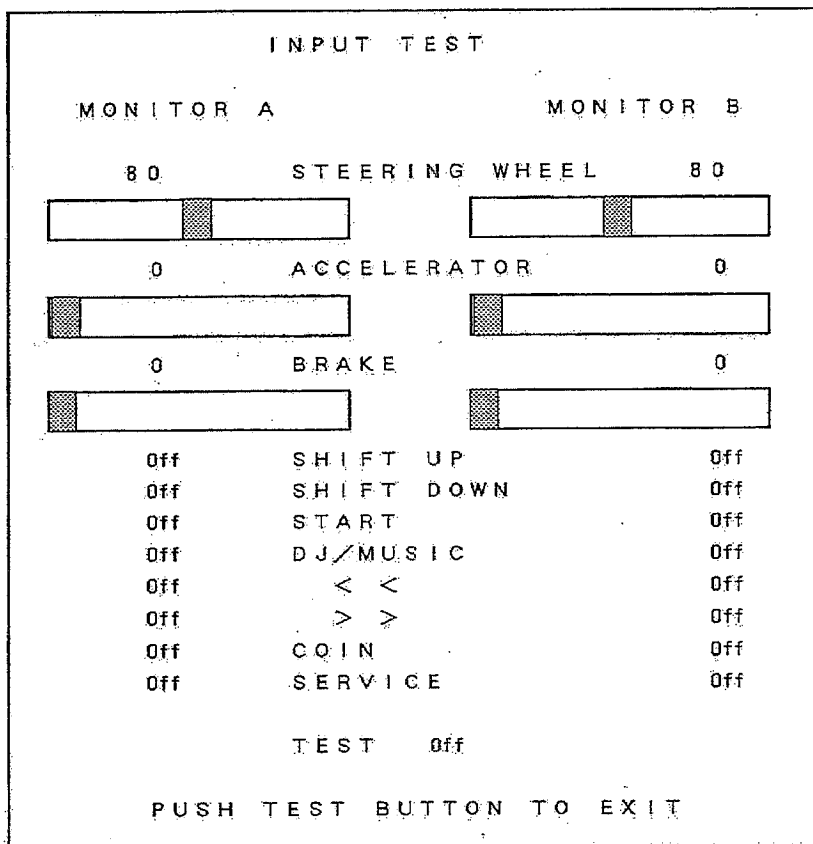 INPUT TEST
MONITOR A MONITOR B
80 STEERING WHEEL 80
0 ACCELERATOR 0
0 BRAKE 0
Off SHIFT UP Off
Off SHIFT DOWN Off
Off START Off
Off DJ/MUSIC Off
Off < < Off
Off > > Off
Off COIN Off
Off SERVICE Off
TEST Off
PUSH TEST BUTTON TO EXIT